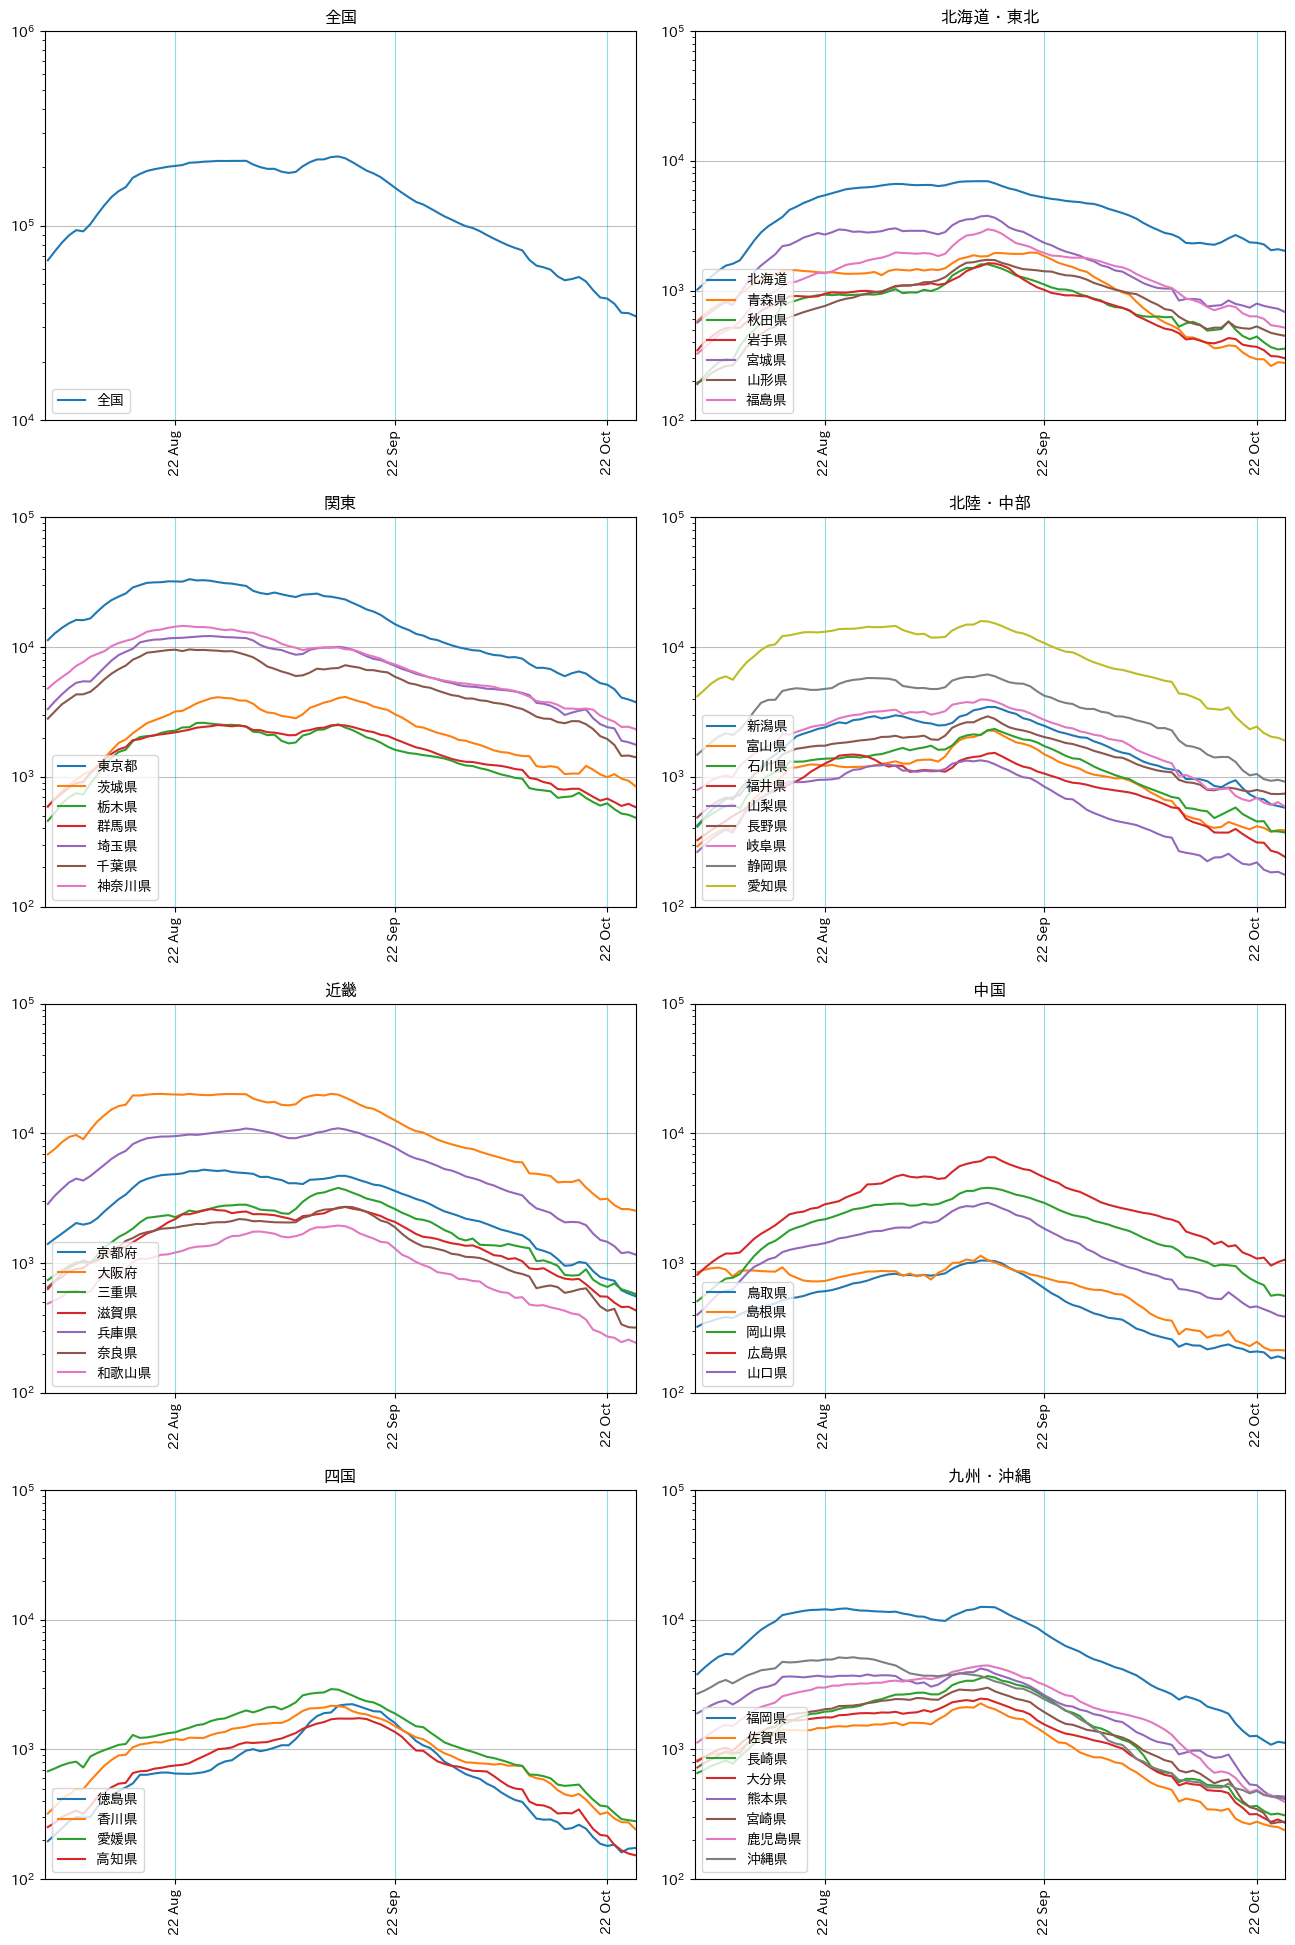 全国
10^6
10^5
10^4
全国
22 Aug
22 Sep
22 Oct
北海道・東北
10^5
10^4
10^3
10^2
北海道
青森県
秋田県
岩手県
宮城県
山形県
福島県
22 Aug
22 Sep
22 Oct
関東
10^5
10^4
10^3
10^2
東京都
茨城県
栃木県
群馬県
埼玉県
千葉県
神奈川県
22 Aug
22 Sep
22 Oct
北陸・中部
10^5
10^4
10^3
10^2
新潟県
富山県
石川県
福井県
山梨県
長野県
岐阜県
静岡県
愛知県
22 Aug
22 Sep
22 Oct
近畿
10^5
10^4
10^3
10^2
京都府
大阪府
三重県
滋賀県
兵庫県
奈良県
和歌山県
22 Aug
22 Sep
22 Oct
中国
10^5
10^4
10^3
10^2
鳥取県
島根県
岡山県
広島県
山口県
22 Aug
22 Sep
22 Oct
四国
10^5
10^4
10^3
10^2
徳島県
香川県
愛媛県
高知県
22 Aug
22 Sep
22 Oct
九州・沖縄
10^5
10^4
10^3
10^2
福岡県
佐賀県
長崎県
大分県
熊本県
宮崎県
鹿児島県
沖縄県
22 Aug
22 Sep
22 Oct